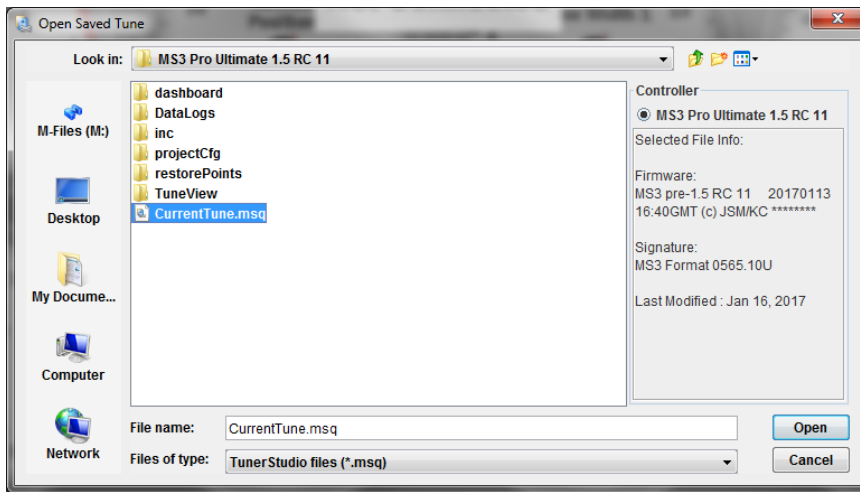 Open Saved Tune
Look in:
MS3 Pro Ultimate 1.5 RC 11
M-Files (M:)
Desktop
My Docume...
Computer
Network
dashboard
DataLogs
inc
projectCfg
restorePoints
TuneView
CurrentTune.msq
Controller
MS3 Pro Ultimate 1.5 RC 11
Selected File Info:
Firmware:
MS3 pre-1.5 RC 11 20170113
16:40GMT (c) JSM/KC ********
Signature:
MS3 Format 0565.10U
Last Modified : Jan 16, 2017
File name:
CurrentTune.msq
Open
Files of type:
TunerStudio files (*.msq)
Cancel